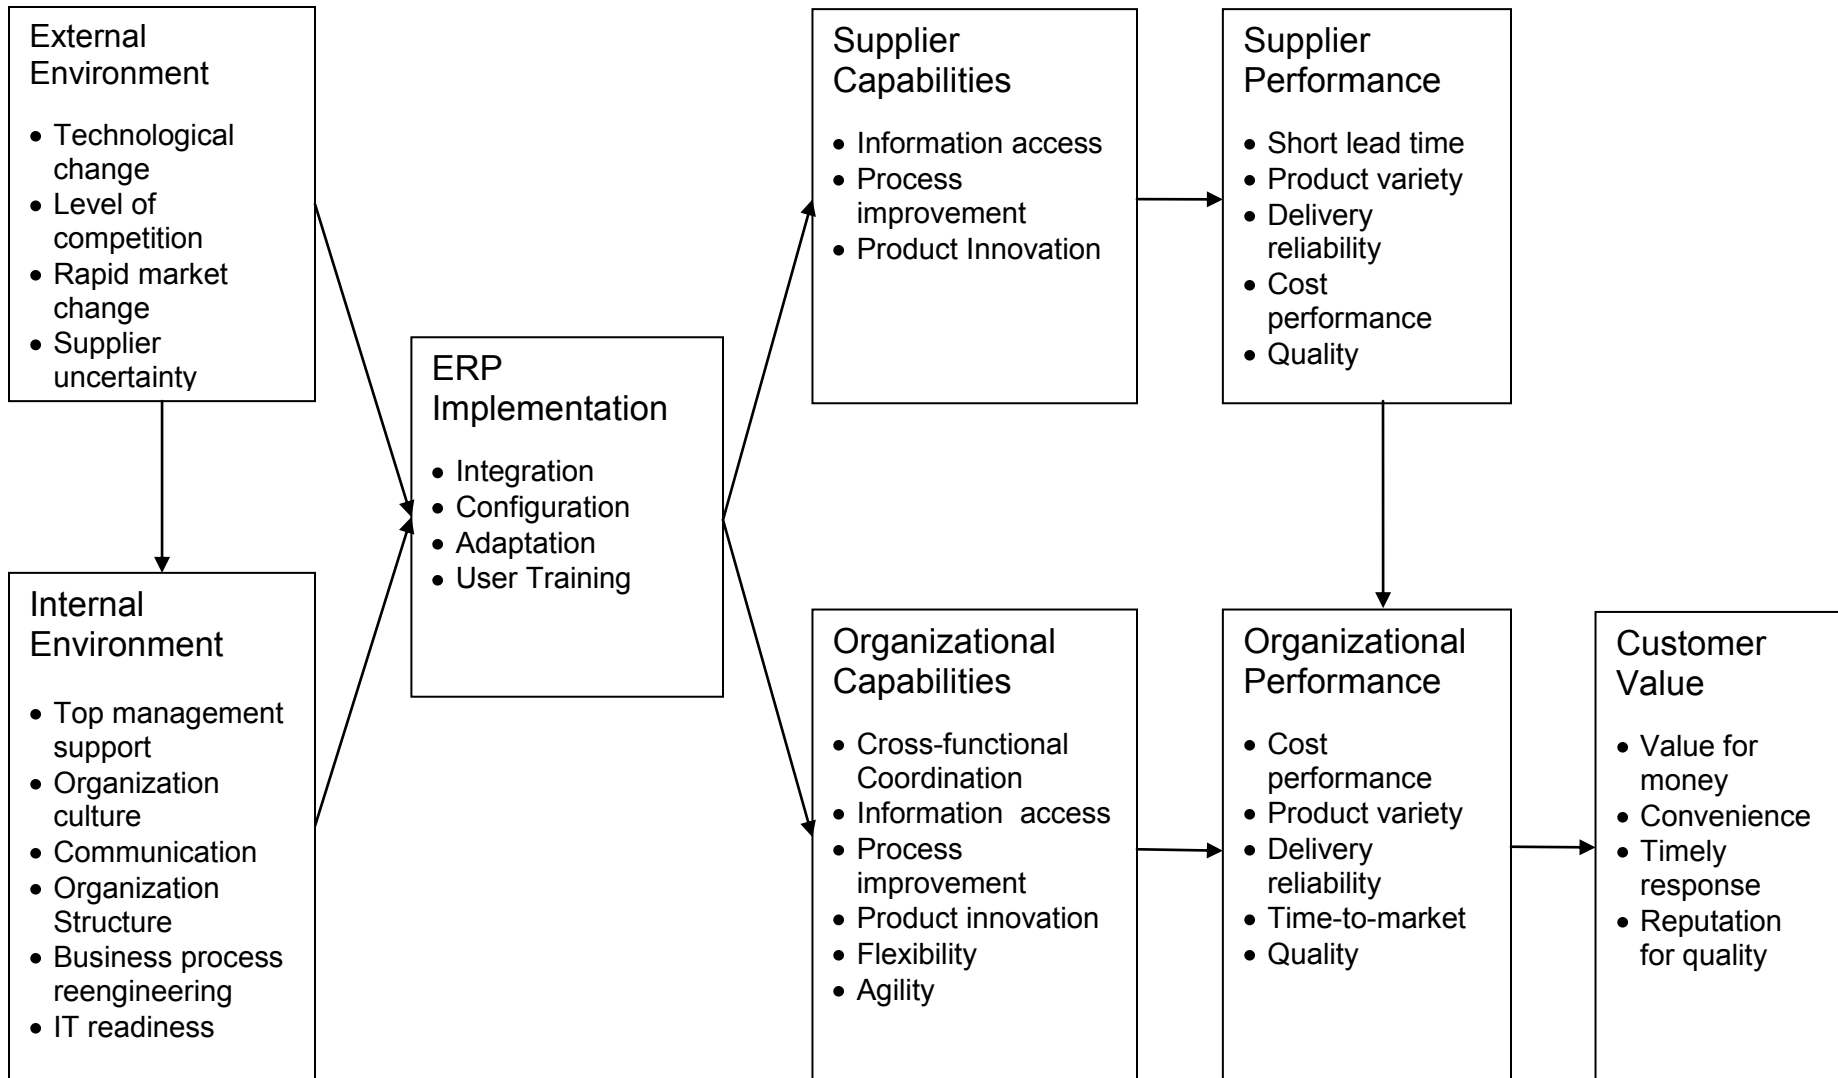 External
Environment
• Technological
change
• Level of
competition
• Rapid market
change
• Supplier
uncertainty
Internal
Environment
• Top management
support
• Organization
culture
• Communication
• Organization
Structure
• Business process
reengineering
• IT readiness
ERP
Implementation
• Integration
• Configuration
• Adaptation
• User Training
Supplier
Capabilities
• Information access
• Process
improvement
• Product Innovation
Supplier
Performance
• Short lead time
• Product variety
• Delivery
reliability
• Cost
performance
• Quality
Organizational
Capabilities
• Cross-functional
Coordination
• Information access
• Process
improvement
• Product innovation
• Flexibility
• Agility
Organizational
Performance
• Cost
performance
• Product variety
• Delivery
reliability
• Time-to-market
• Quality
Customer
Value
• Value for
money
• Convenience
• Timely
response
• Reputation
for quality